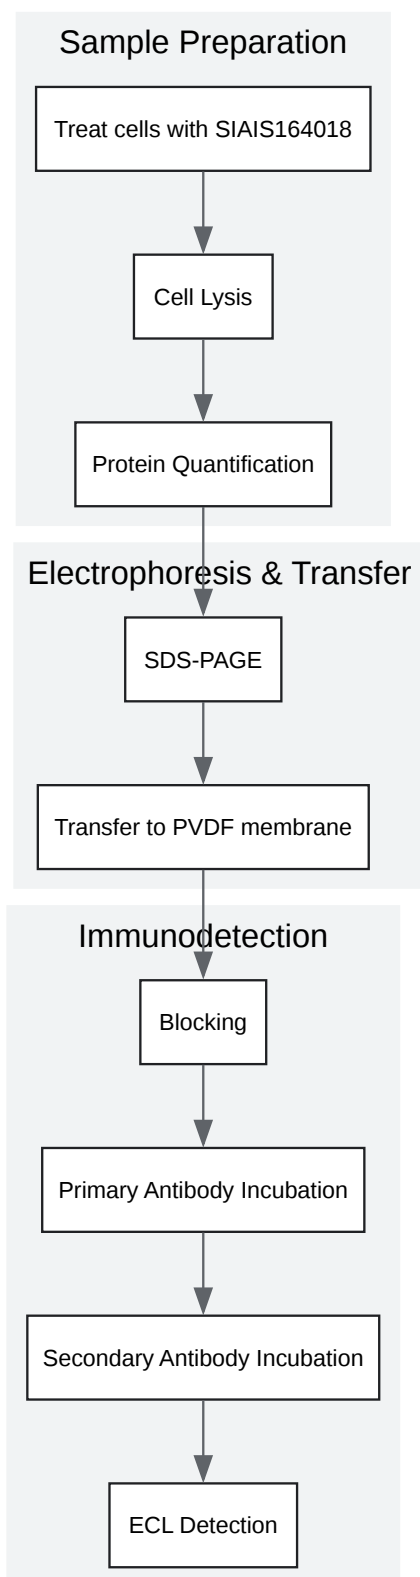 Sample Preparation
Treat cells with SIAIS164018
Cell Lysis
Protein Quantification
Electrophoresis & Transfer
SDS-PAGE
Transfer to PVDF membrane
Immunodetection
Blocking
Primary Antibody Incubation
Secondary Antibody Incubation
ECL Detection